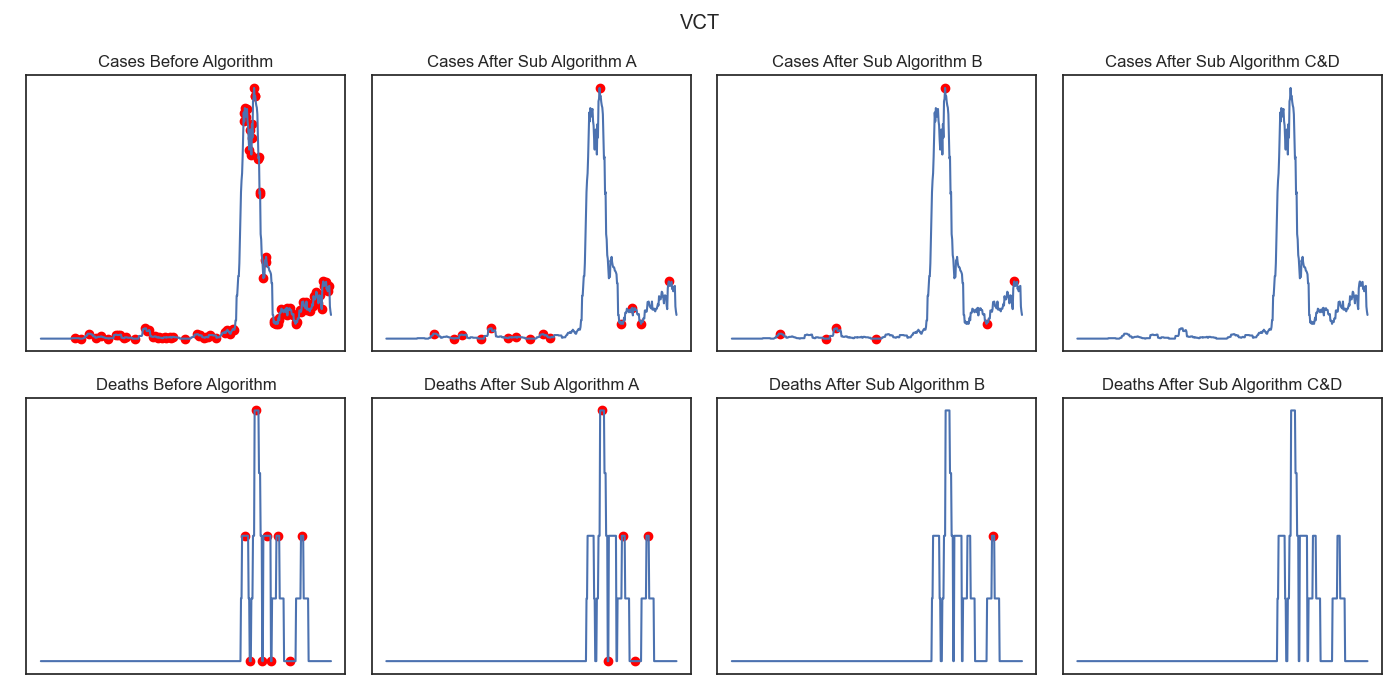 VCT
Cases Before Algorithm
Cases After Sub Algorithm A
Cases After Sub Algorithm B
Cases After Sub Algorithm C&D
Deaths Before Algorithm
Deaths After Sub Algorithm A
Deaths After Sub Algorithm B
Deaths After Sub Algorithm C&D